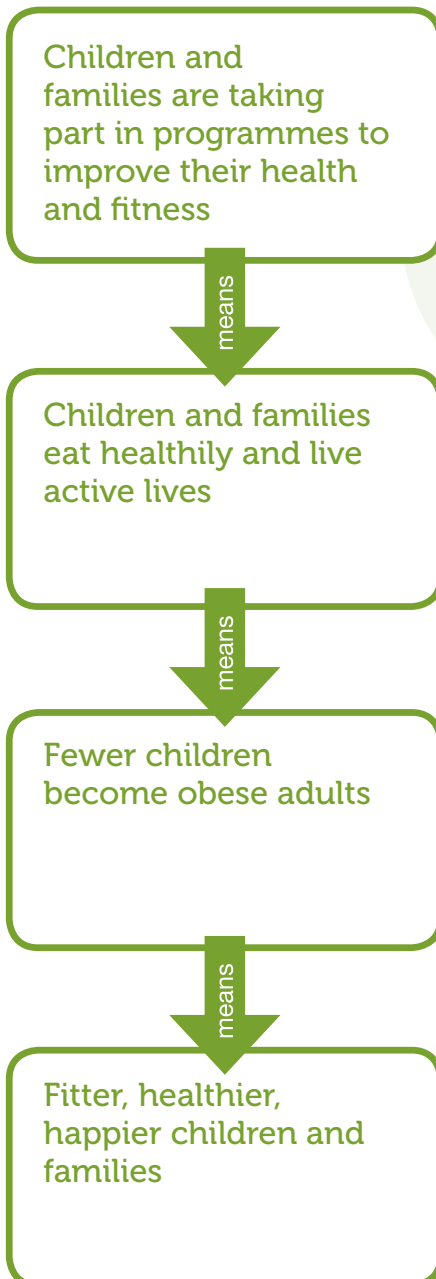 Children and
families are taking
part in programmes to
improve their health
and fitness
means
Children and families
eat healthily and live
active lives
means
Fewer children
become obese adults
means
Fitter, healthier,
happier children and
families